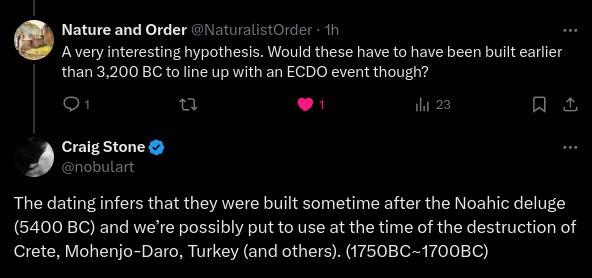 Nature and Order @NaturalistOrder · 1h
A very interesting hypothesis. Would these have to have been built earlier
than 3,200 BC to line up with an ECDO event though?
1 1 23
Craig Stone
@nobulart
The dating infers that they were built sometime after the Noahic deluge
(5400 BC) and we’re possibly put to use at the time of the destruction of
Crete, Mohenjo-Daro, Turkey (and others). (1750BC~1700BC)